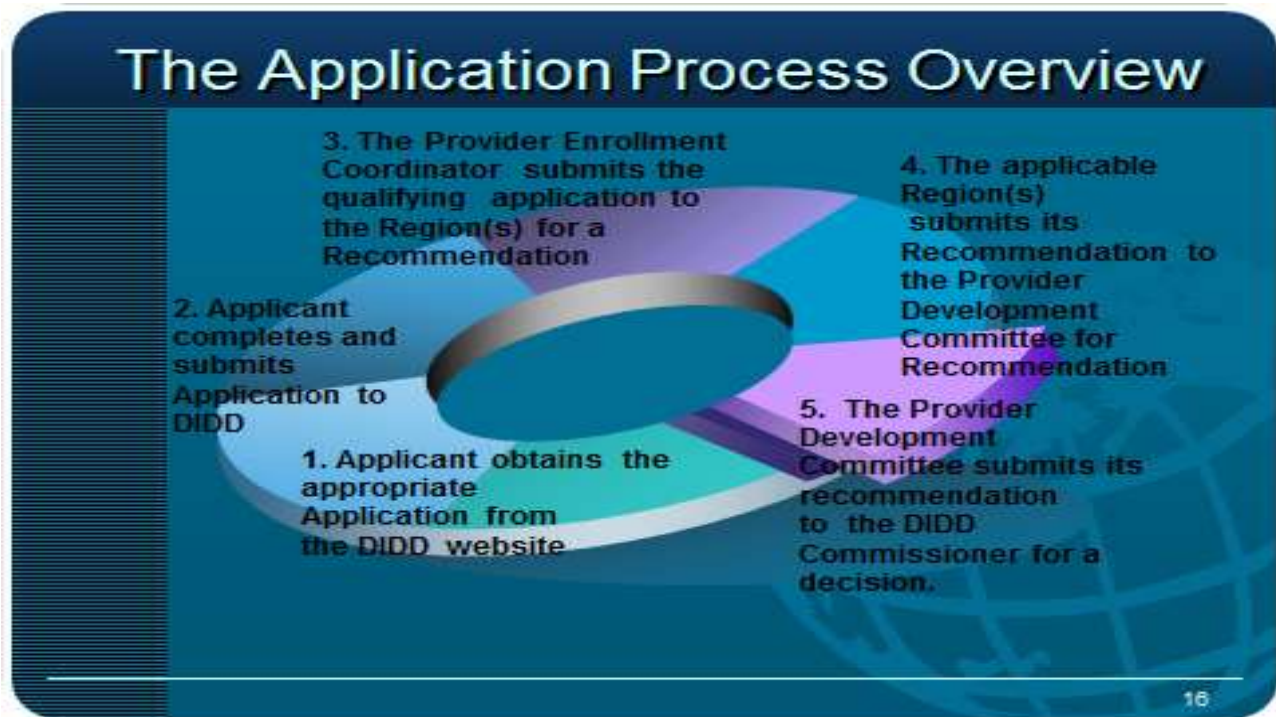 The Application Process Overview
3. The Provider Enrollment
Coordinator submits the
qualifying application to
the Region(s) for a
Recommendation
4. The applicable
Region(s)
submits its
Recommendation to
the Provider
Development
Committee for
Recommendation
2. Applicant
completes and
submits
Application to
DIDD
1. Applicant obtains the
appropriate
Application from
the DIDD website
5. The Provider
Development
Committee submits its
recommendation
to the DIDD
Commissioner for a
decision.
16